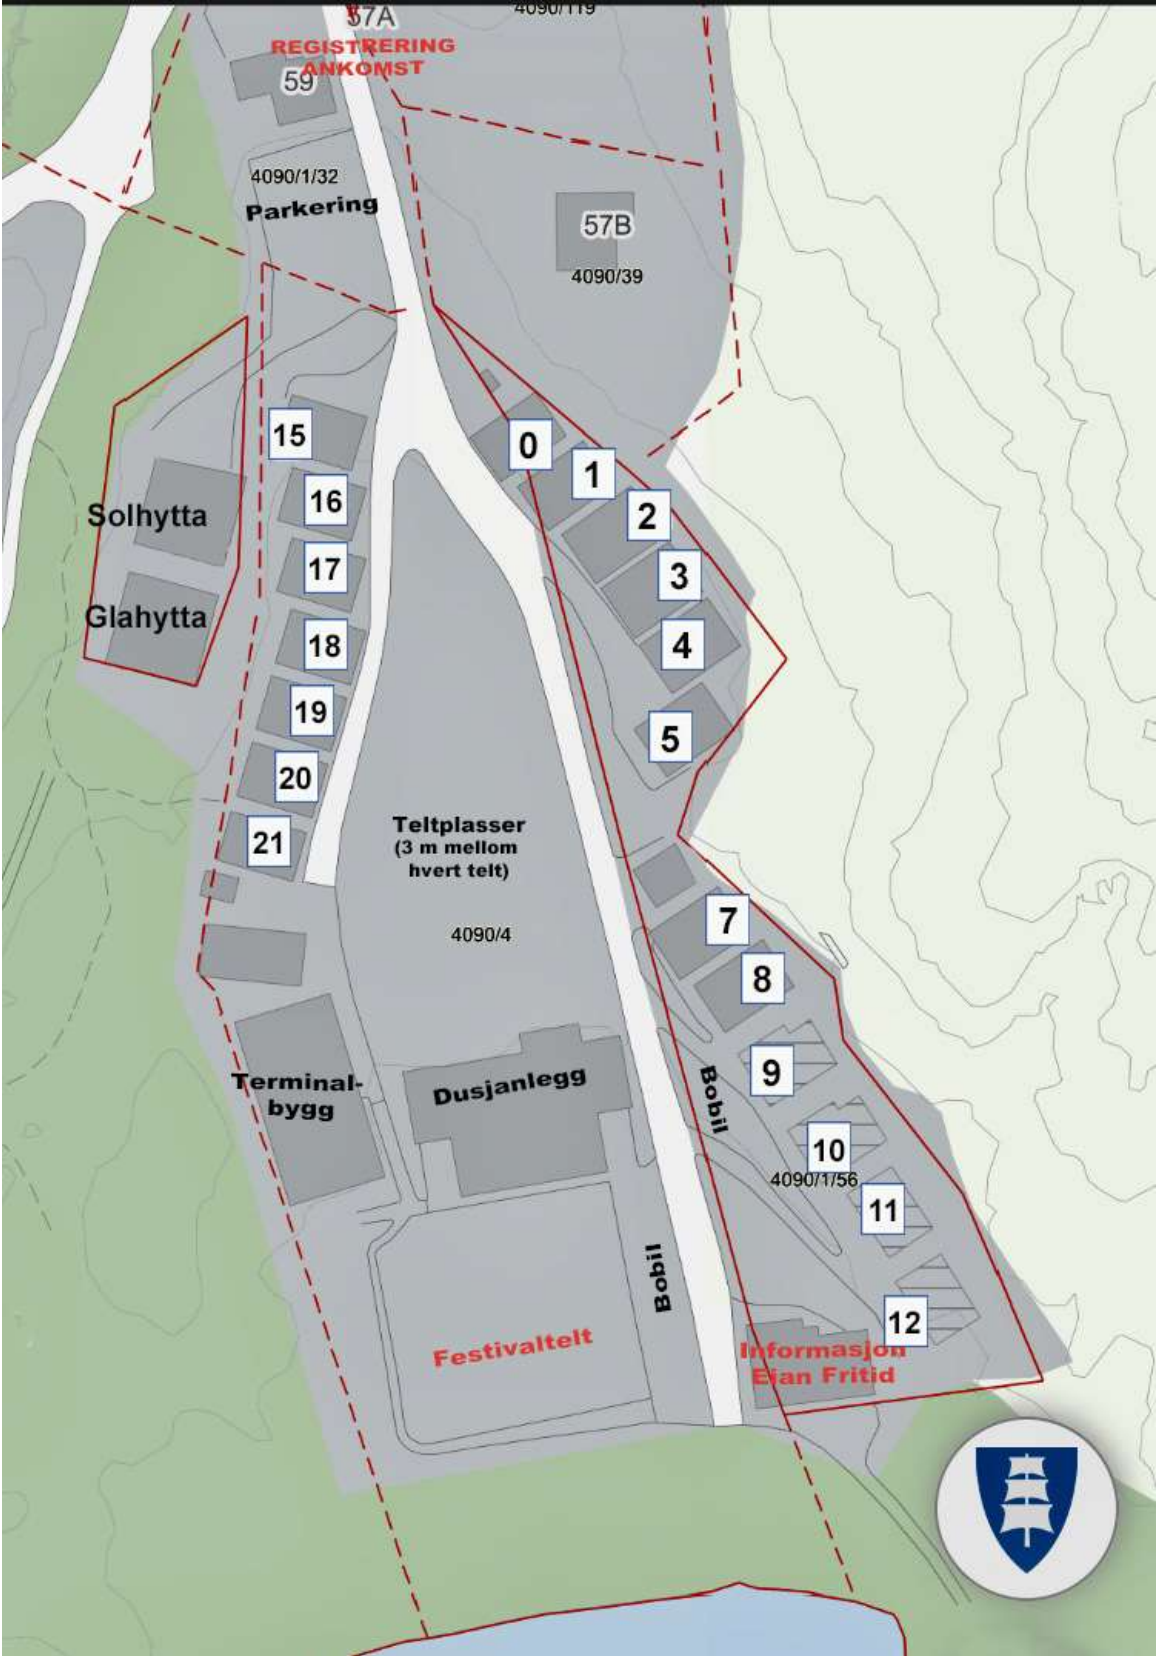 57A
4090/119
REGISTRERING
ANKOMST
59
4090/1/32
Parkering
57B
4090/39
0
15
1
16
2
Solhytta
17
3
Glahytta
18
4
19
5
20
Teltplasser
21
(3 m mellom
hvert telt)
7
4090/4
8
9
Terminal-
bygg
Dusjanlegg
Bobil
10
4090/1/56
11
Bobil
12
Festivaltelt
Informasjon
Eian Fritid